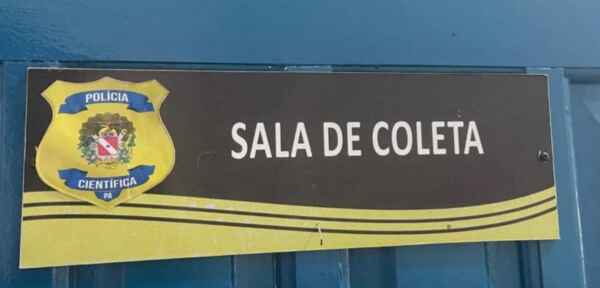 POLÍCIA
CIENTÍFICA
PA
SALA DE COLETA